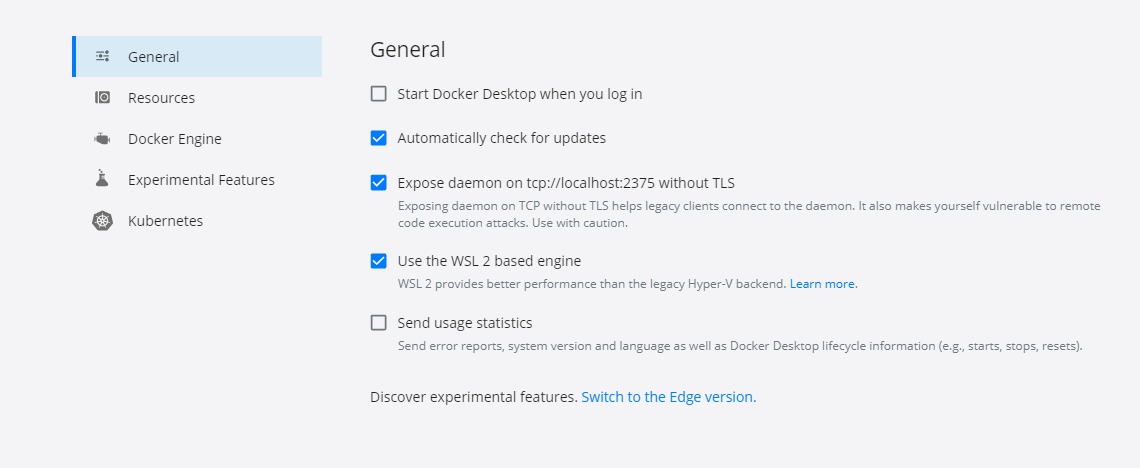 General
Resources
Docker Engine
Experimental Features
Kubernetes
General
Start Docker Desktop when you log in
Automatically check for updates
Expose daemon on tcp://localhost:2375 without TLS
Exposing daemon on TCP without TLS helps legacy clients connect to the daemon. It also makes yourself vulnerable to remote
code execution attacks. Use with caution.
Use the WSL 2 based engine
WSL 2 provides better performance than the legacy Hyper-V backend. Learn more.
Send usage statistics
Send error reports, system version and language as well as Docker Desktop lifecycle information (e.g., starts, stops, resets).
Discover experimental features. Switch to the Edge version.